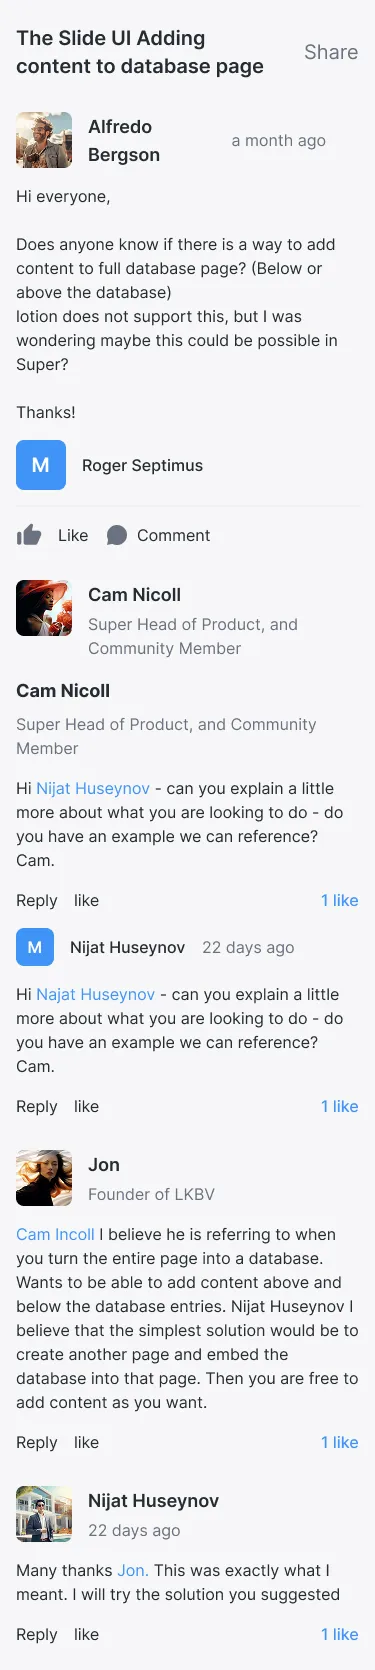 The Slide UI Adding
content to database page
Share
Alfredo
Bergson
a month ago
Hi everyone,
Does anyone know if there is a way to add
content to full database page? (Below or
above the database)
lotion does not support this, but I was
wondering maybe this could be possible in
Super?
Thanks!
M
Roger Septimus
Like
Comment
Cam Nicoll
Super Head of Product, and
Community Member
Cam Nicoll
Super Head of Product, and Community
Member
Hi Nijat Huseynov - can you explain a little
more about what you are looking to do - do
you have an example we can reference?
Cam.
Reply like 1 like
M
Nijat Huseynov 22 days ago
Hi Najat Huseynov - can you explain a little
more about what you are looking to do - do
you have an example we can reference?
Cam.
Reply like 1 like
Jon
Founder of LKBV
Cam Incoll I believe he is referring to when
you turn the entire page into a database.
Wants to be able to add content above and
below the database entries. Nijat Huseynov I
believe that the simplest solution would be to
create another page and embed the
database into that page. Then you are free to
add content as you want.
Reply like 1 like
Nijat Huseynov
22 days ago
Many thanks Jon. This was exactly what I
meant. I will try the solution you suggested
Reply like 1 like